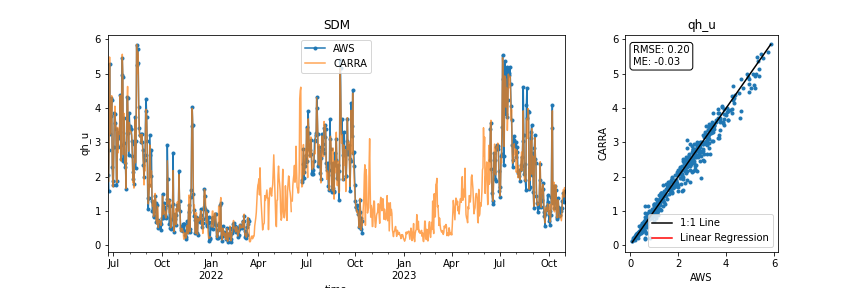 SDM
qh_u
AWS
CARRA
qh_u
6
5
4
3
2
1
0
Jul
Oct
Jan
2022
Apr
Jul
Oct
Jan
2023
Apr
Jul
Oct
time
qh_u
RMSE: 0.20
ME: -0.03
CARRA
6
5
4
3
2
1
0
1:1 Line
Linear Regression
0
2
4
6
AWS